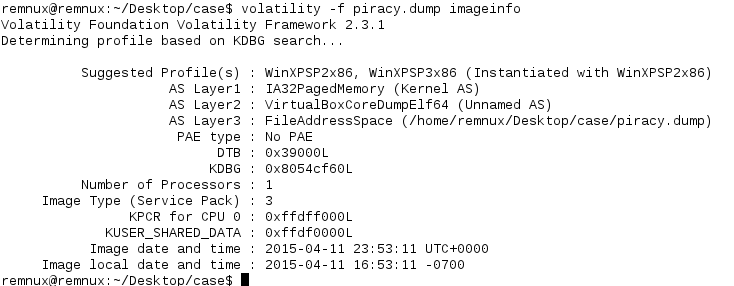 remnux@remnux:~/Desktop/case$ volatility -f piracy.dump imageinfo
Volatility Foundation Volatility Framework 2.3.1
Determining profile based on KDBG search...
Suggested Profile(s) : WinXPSP2x86, WinXPSP3x86 (Instantiated with WinXPSP2x86)
AS Layer1 : IA32PagedMemory (Kernel AS)
AS Layer2 : VirtualBoxCoreDumpElf64 (Unnamed AS)
AS Layer3 : FileAddressSpace (/home/remnux/Desktop/case/piracy.dump)
PAE type : No PAE
DTB : 0x39000L
KDBG : 0x8054cf60L
Number of Processors : 1
Image Type (Service Pack) : 3
KPCR for CPU 0 : 0xffdff000L
KUSER_SHARED_DATA : 0xffdf0000L
Image date and time : 2015-04-11 23:53:11 UTC+0000
Image local date and time : 2015-04-11 16:53:11 -0700
remnux@remnux:~/Desktop/case$